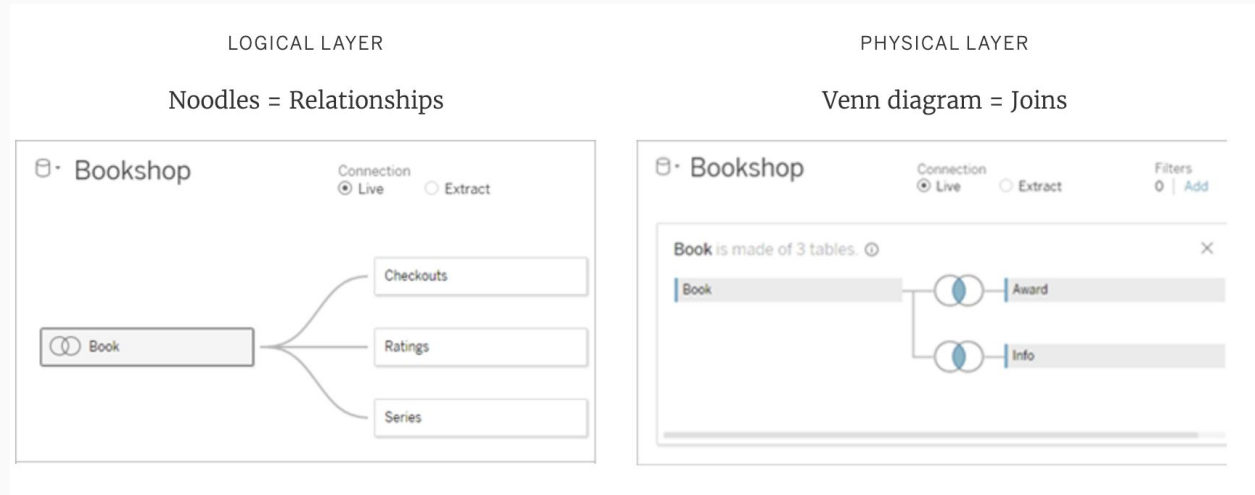 LOGICAL LAYER
Noodles = Relationships
Bookshop
Connection
Live Extract
Checkouts
Book
Ratings
Series
PHYSICAL LAYER
Venn diagram = Joins
Bookshop
Connection
Live Extract
Filters
0 | Add
Book is made of 3 tables.
Book
Award
Info